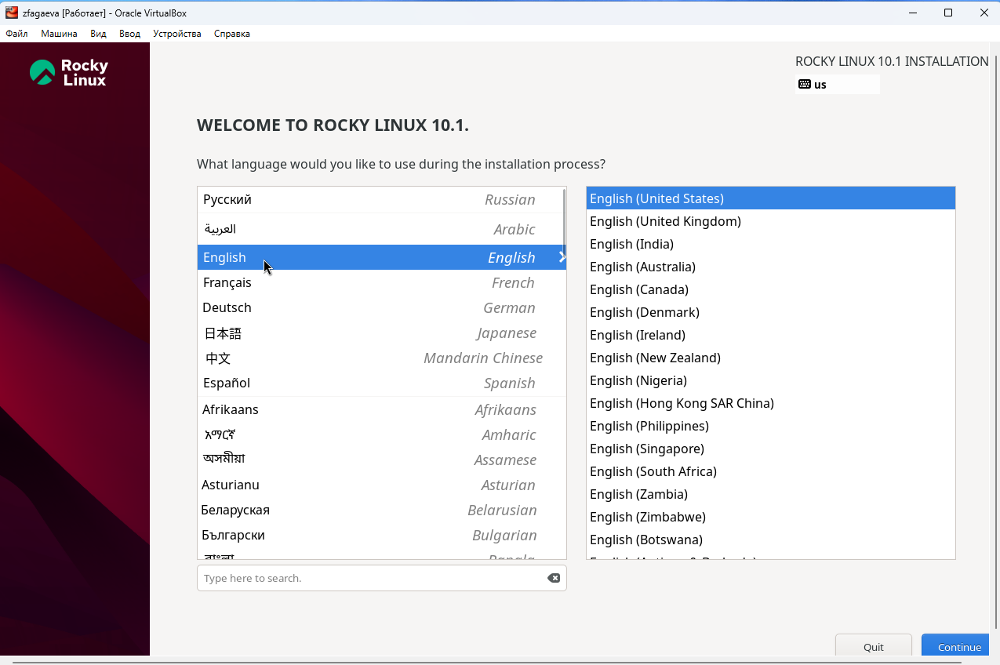 zfagaeva [Работает] - Oracle VirtualBox
Файл Машина Вид Ввод Устройства Справка
Rocky
Linux
ROCKY LINUX 10.1 INSTALLATION
us
WELCOME TO ROCKY LINUX 10.1.
What language would you like to use during the installation process?
Русский Russian
العربية Arabic
English English
Français French
Deutsch German
日本語 Japanese
中文 Mandarin Chinese
Español Spanish
Afrikaans Afrikaans
አማርኛ Amharic
অসমীয়া Assamese
Asturianu Asturian
Беларуская Belarusian
Български Bulgarian
বাংলা Bangla
Type here to search.
English (United States)
English (United Kingdom)
English (India)
English (Australia)
English (Canada)
English (Denmark)
English (Ireland)
English (New Zealand)
English (Nigeria)
English (Hong Kong SAR China)
English (Philippines)
English (Singapore)
English (South Africa)
English (Zambia)
English (Zimbabwe)
English (Botswana)
English (Antigua & Barbuda)
Quit
Continue